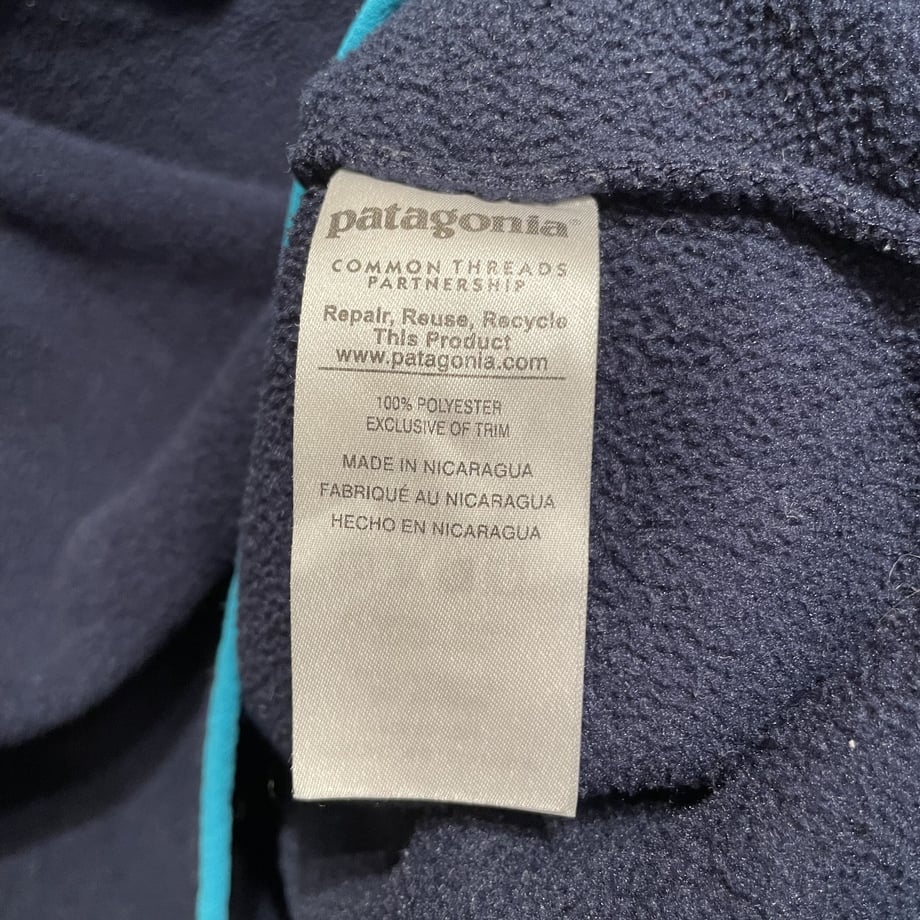 patagonia®
COMMON THREADS
PARTNERSHIP
Repair, Reuse, Recycle
This Product
www.patagonia.com
100% POLYESTER
EXCLUSIVE OF TRIM
MADE IN NICARAGUA
FABRIQUÉ AU NICARAGUA
HECHO EN NICARAGUA